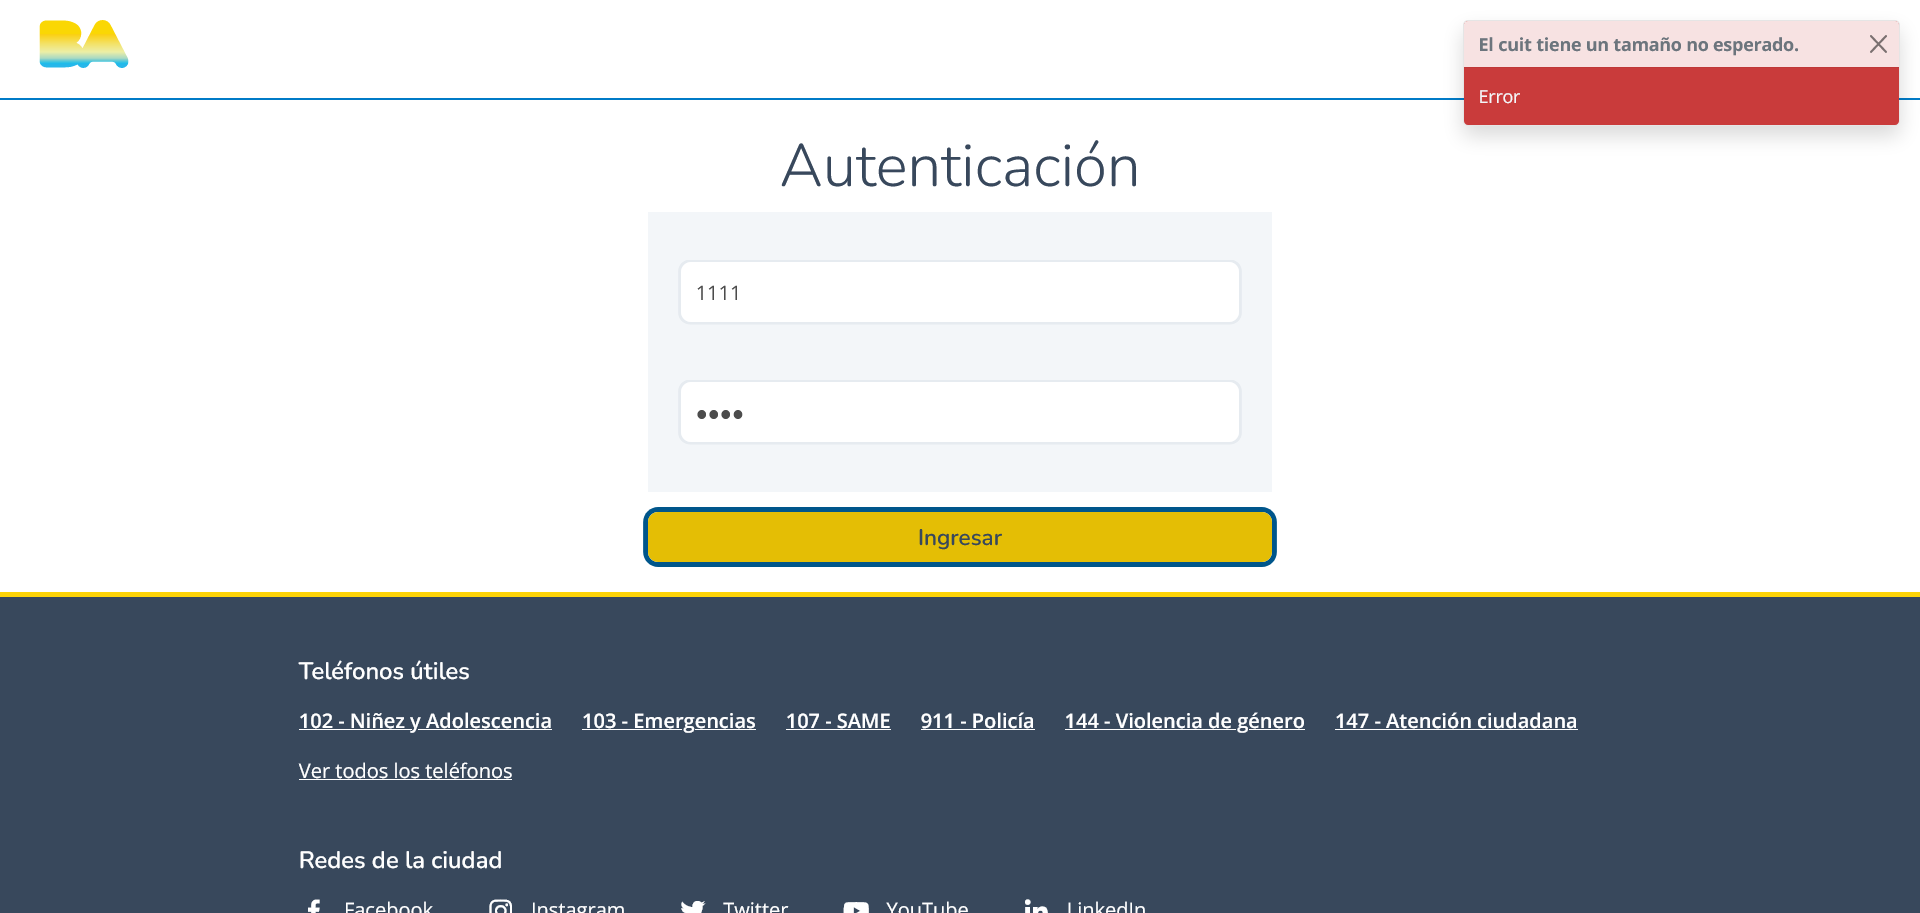 BA
El cuit tiene un tamaño no esperado.
Error
Autenticación
1111
••••
Ingresar
Teléfonos útiles
102 - Niñez y Adolescencia 103 - Emergencias 107 - SAME 911 - Policía 144 - Violencia de género 147 - Atención ciudadana
Ver todos los teléfonos
Redes de la ciudad
Facebook Instagram Twitter YouTube LinkedIn